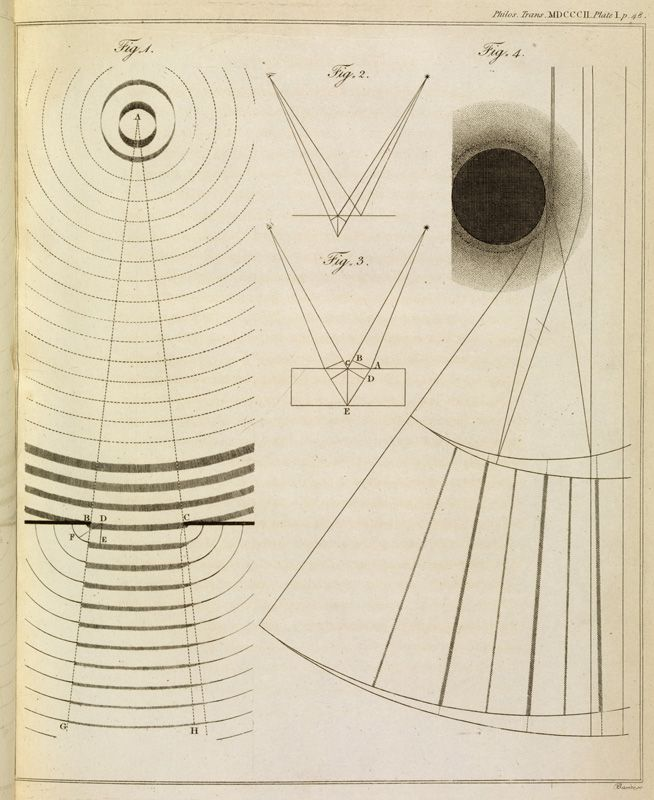 Philos. Trans. MDCCCII. Plate I. p. 48.
Fig. 1.
Fig. 2.
Fig. 4.
A
Fig. 3.
B
C
A
D
E
B D
C
F
E
G
H